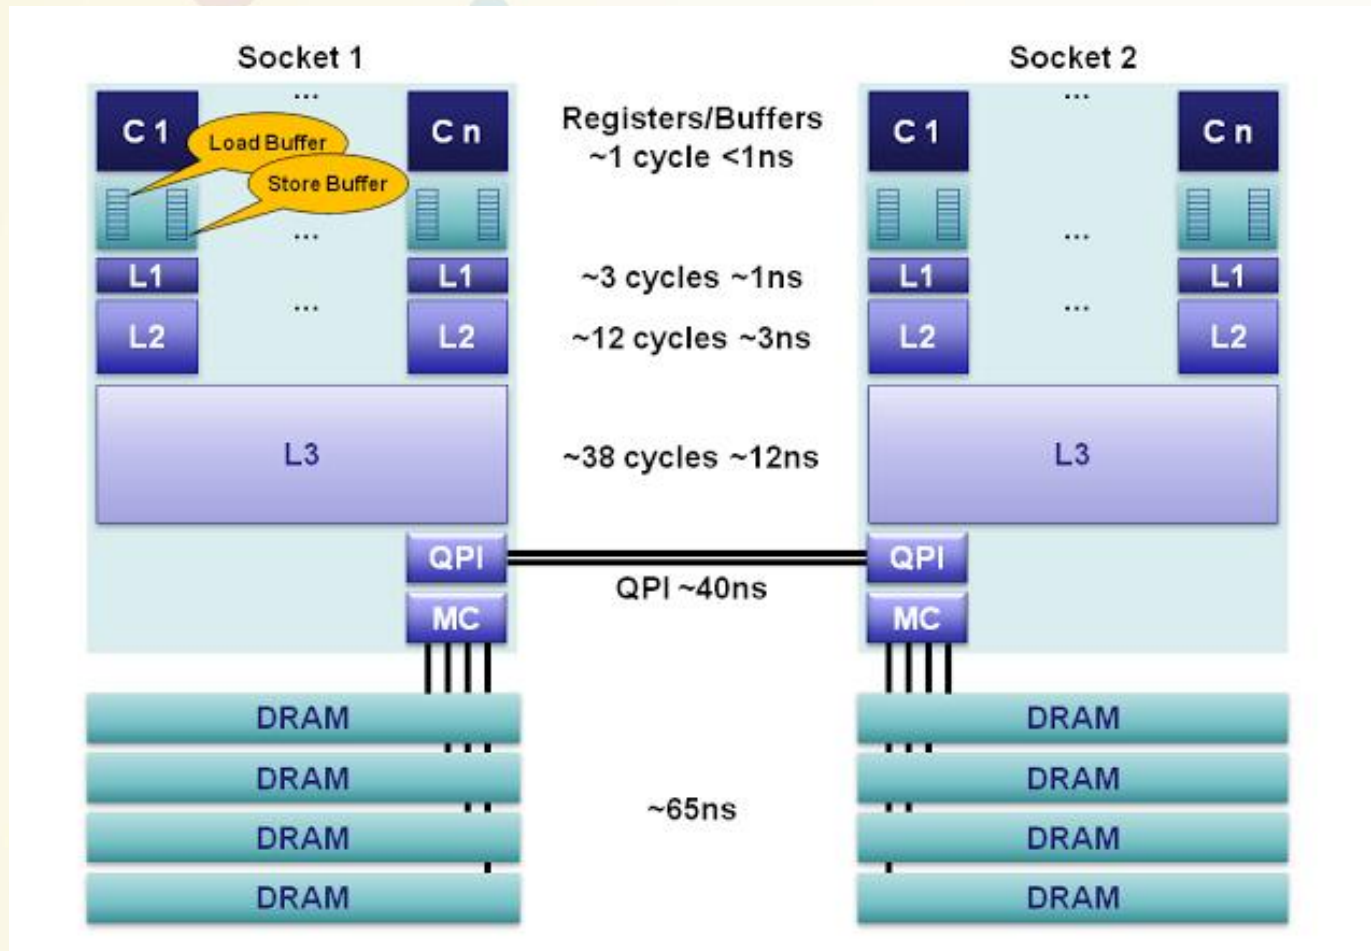 Socket 1
Socket 2
...
...
C 1
C n
Registers/Buffers
~1 cycle <1ns
C 1
C n
Load Buffer
Store Buffer
...
...
L1
L1
~3 cycles ~1ns
L1
L1
...
...
L2
L2
~12 cycles ~3ns
L2
L2
L3
~38 cycles ~12ns
L3
QPI
QPI
QPI ~40ns
MC
MC
DRAM
DRAM
DRAM
DRAM
~65ns
DRAM
DRAM
DRAM
DRAM